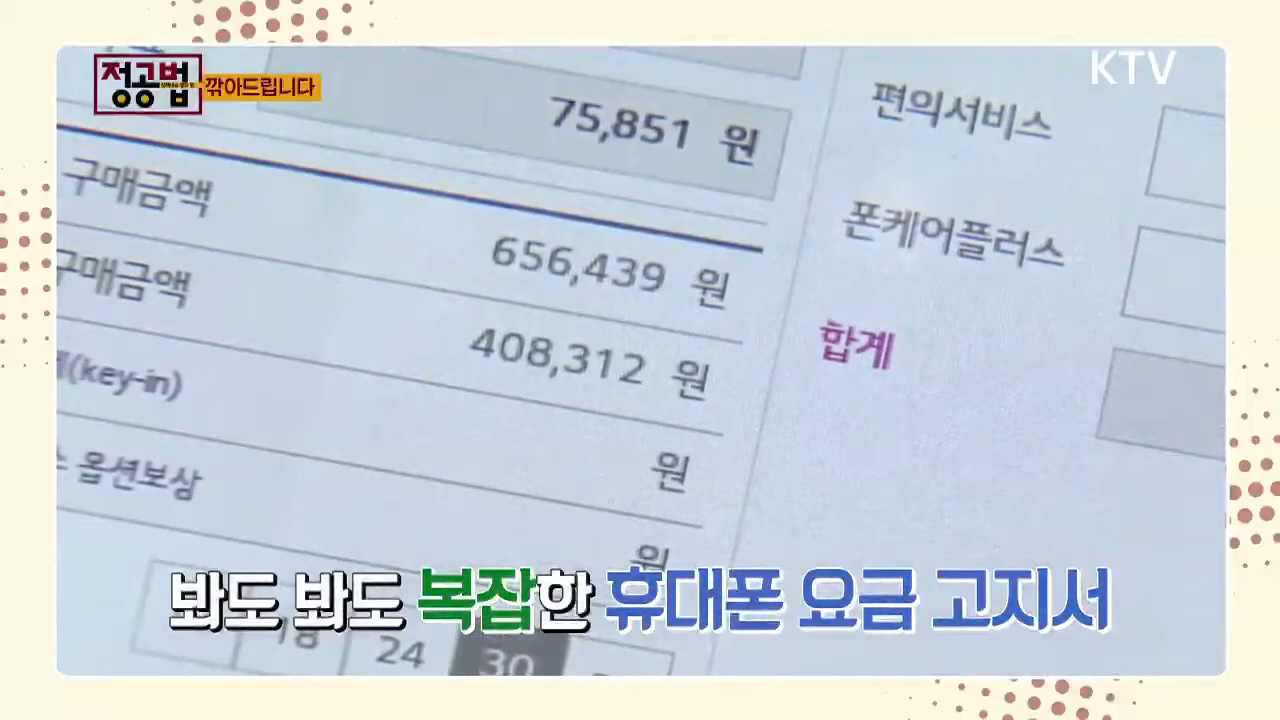 정공법
깎아드립니다
KTV
75,851 원
편의서비스
구매금액
656,439 원
폰케어플러스
구매금액
408,312 원
합계
(key-in)
원
옵션보상
원
봐도 봐도 복잡한 휴대폰 요금 고지서
18 24 30